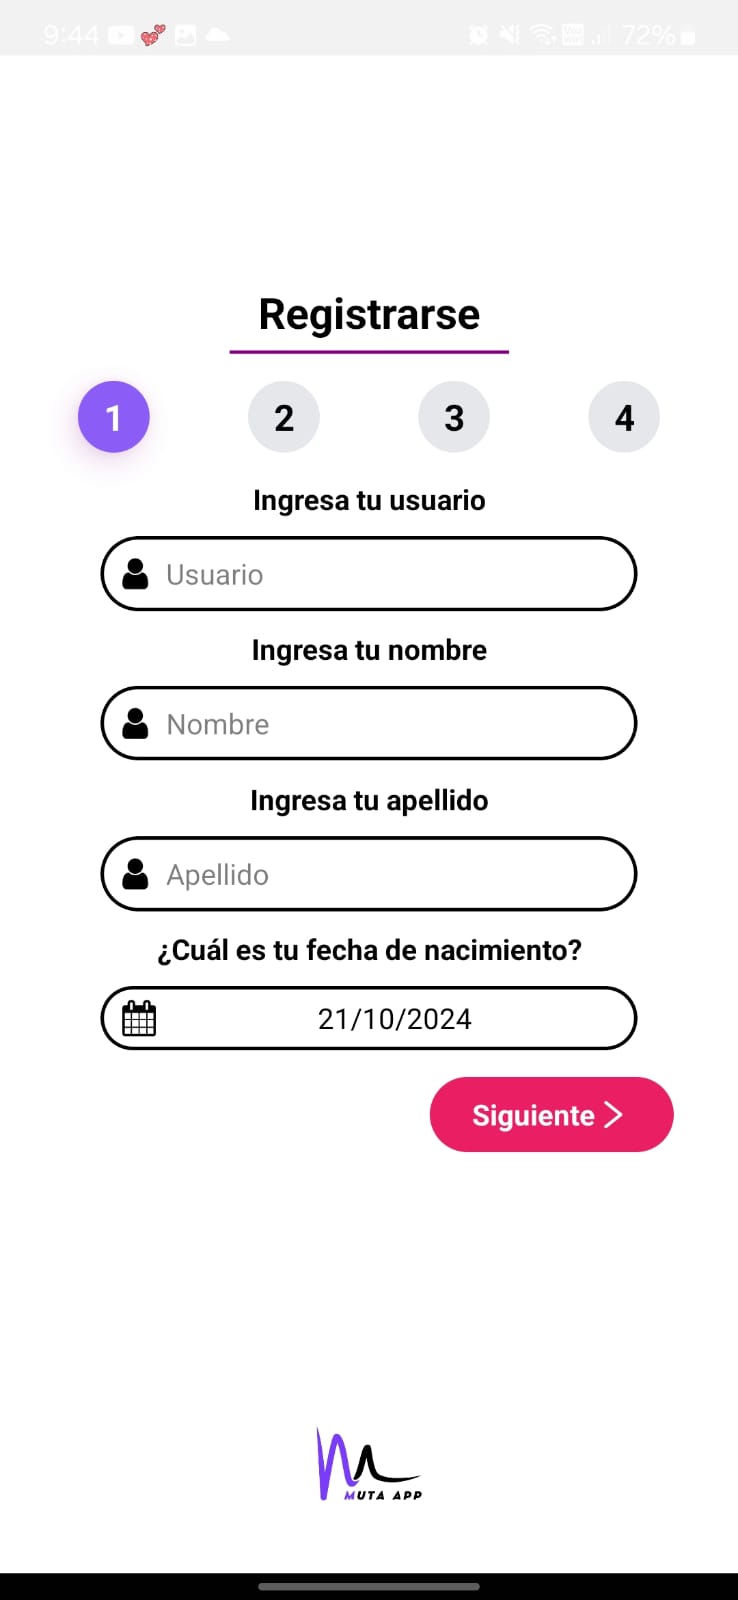 9:44
72%
Registrarse
1 2 3 4
Ingresa tu usuario
Usuario
Ingresa tu nombre
Nombre
Ingresa tu apellido
Apellido
¿Cuál es tu fecha de nacimiento?
21/10/2024
Siguiente
MUTA APP